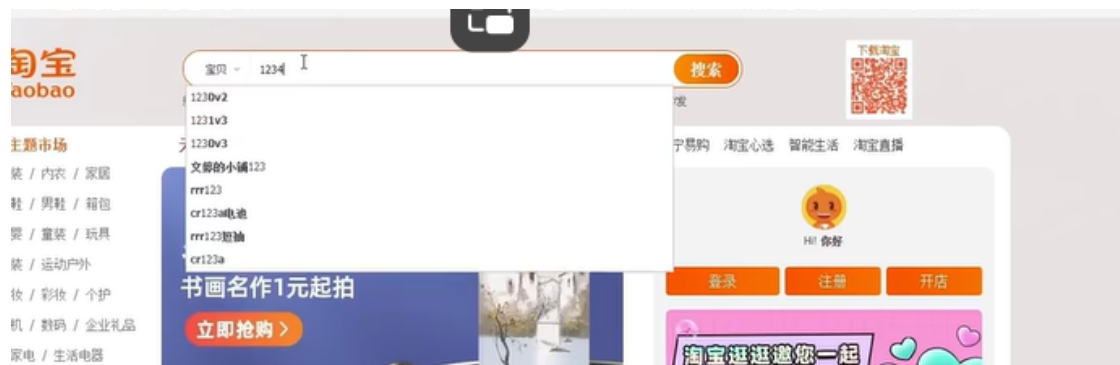 淘宝
aobao
宝贝
1234
搜索
下载淘宝
1230v2
1231v3
1230v3
文婷的小铺123
rrr123
cr123a电池
rrr123短袖
cr123a
主题市场
装 / 内衣 / 家居
鞋 / 男鞋 / 箱包
婴 / 童装 / 玩具
装 / 运动户外
妆 / 彩妆 / 个护
机 / 数码 / 企业礼品
家电 / 生活电器
宁易购 淘宝心选 智能生活 淘宝直播
Hi! 你好
登录 注册 开店
书画名作1元起拍
立即抢购 >
淘宝逛逛邀您一起